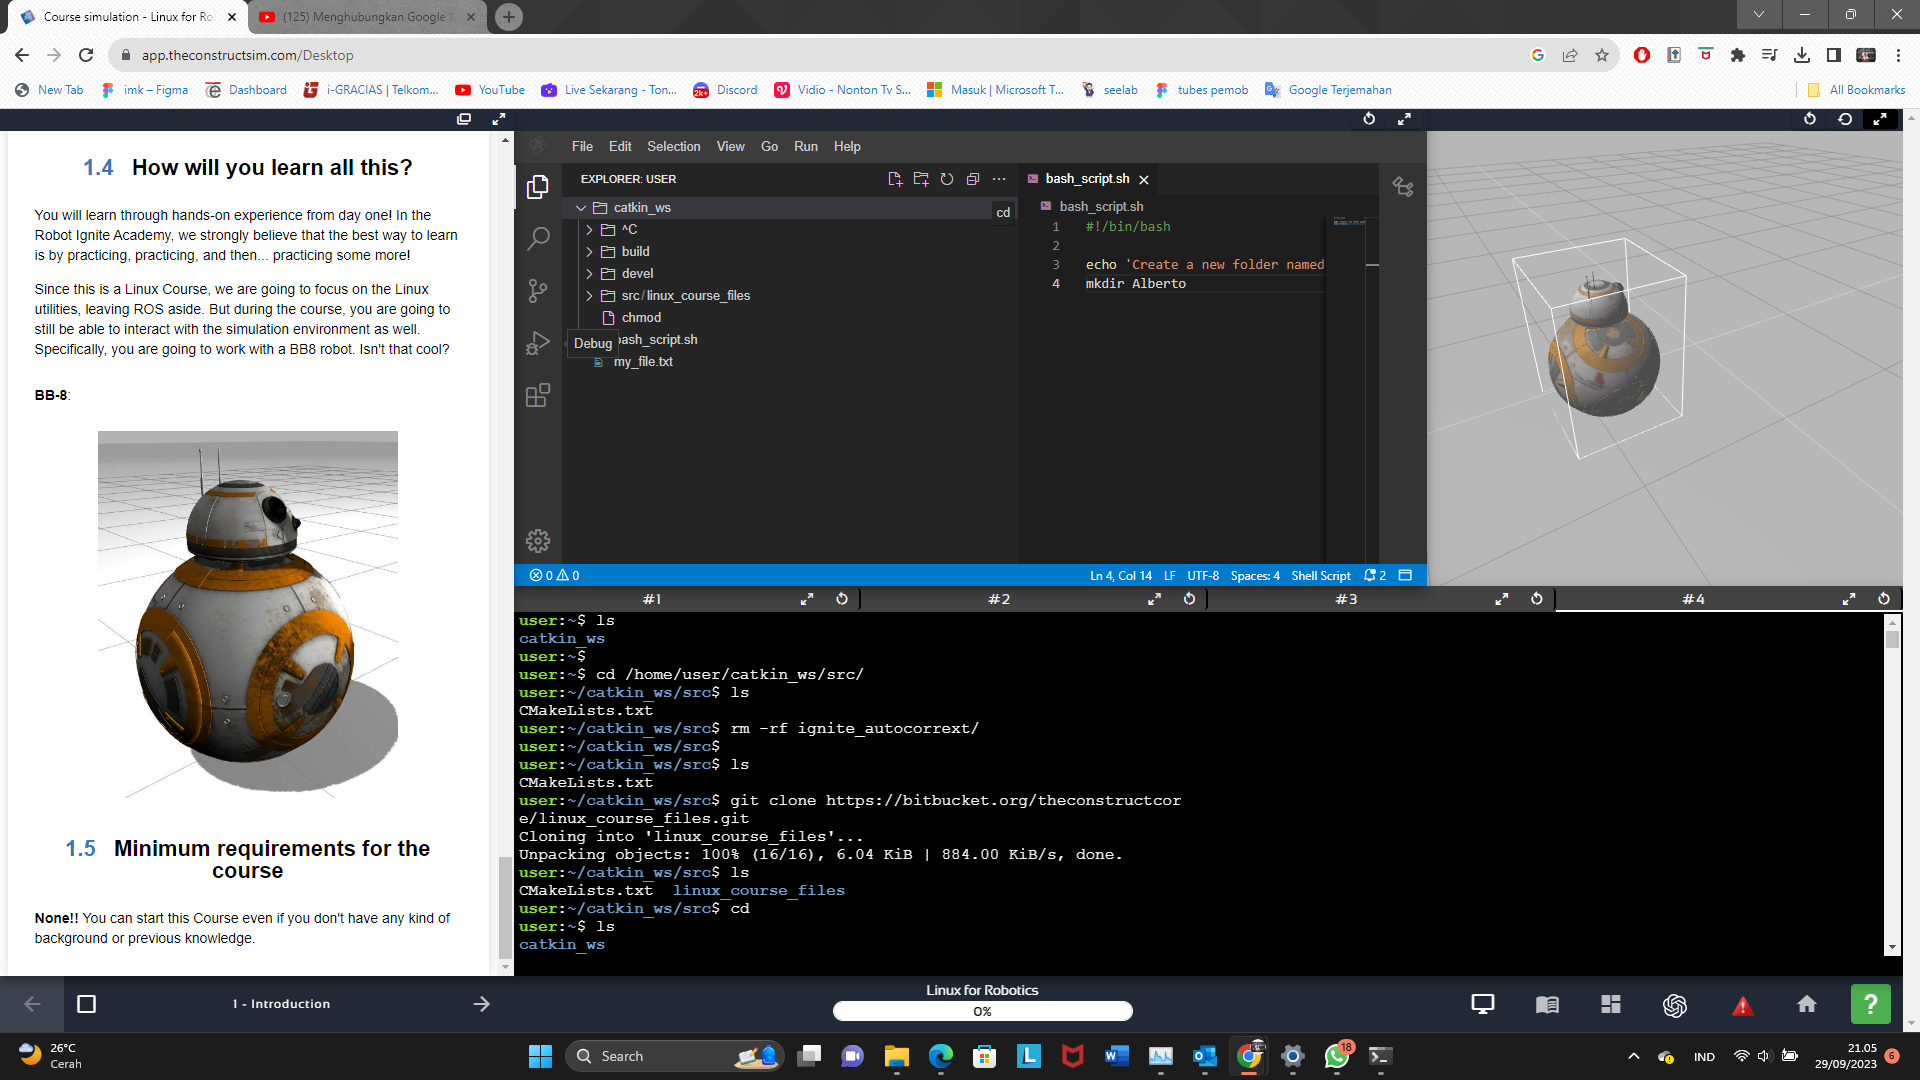 Course simulation - Linux for Ro
(125) Menghubungkan Google
app.theconstructsim.com/Desktop
New Tab
imk – Figma
Dashboard
i-GRACIAS | Telkom...
YouTube
Live Sekarang - Ton...
Discord
Vidio - Nonton Tv S...
Masuk | Microsoft T...
seelab
tubes pemob
Google Terjemahan
All Bookmarks
1.4 How will you learn all this?
You will learn through hands-on experience from day one! In the
Robot Ignite Academy, we strongly believe that the best way to learn
is by practicing, practicing, and then... practicing some more!
Since this is a Linux Course, we are going to focus on the Linux
utilities, leaving ROS aside. But during the course, you are going to
still be able to interact with the simulation environment as well.
Specifically, you are going to work with a BB8 robot. Isn't that cool?
BB-8:
1.5 Minimum requirements for the
course
None!! You can start this Course even if you don't have any kind of
background or previous knowledge.
File Edit Selection View Go Run Help
EXPLORER: USER
catkin_ws
cd
^C
build
devel
src/linux_course_files
chmod
bash_script.sh
my_file.txt
Debug
bash_script.sh
bash_script.sh
1 #!/bin/bash
2
3 echo 'Create a new folder named
4 mkdir Alberto
0 0
Ln 4, Col 14 LF UTF-8 Spaces: 4 Shell Script 2
#1
#2
#3
#4
user:~$ ls
catkin_ws
user:~$
user:~$ cd /home/user/catkin_ws/src/
user:~/catkin_ws/src$ ls
CMakeLists.txt
user:~/catkin_ws/src$ rm -rf ignite_autocorrext/
user:~/catkin_ws/src$
user:~/catkin_ws/src$ ls
CMakeLists.txt
user:~/catkin_ws/src$ git clone https://bitbucket.org/theconstructcor
e/linux_course_files.git
Cloning into 'linux_course_files'...
Unpacking objects: 100% (16/16), 6.04 KiB | 884.00 KiB/s, done.
user:~/catkin_ws/src$ ls
CMakeLists.txt linux_course_files
user:~/catkin_ws/src$ cd
user:~$ ls
catkin_ws
1 - Introduction
Linux for Robotics
0%
?
26°C
Cerah
Search
18
IND
21.05
29/09/2023
6